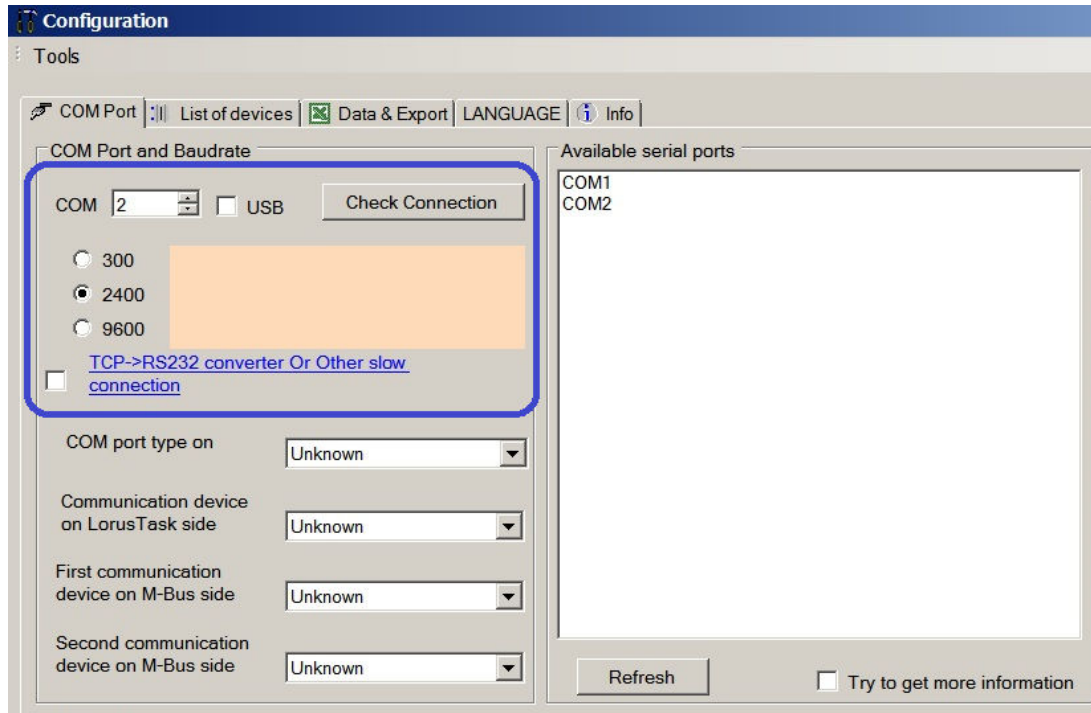 Configuration
Tools
COM Port
List of devices
Data & Export
LANGUAGE
Info
COM Port and Baudrate
COM
2
USB
Check Connection
300
2400
9600
TCP->RS232 converter Or Other slow
connection
COM port type on
Unknown
Communication device
on LorusTask side
Unknown
First communication
device on M-Bus side
Unknown
Second communication
device on M-Bus side
Unknown
Available serial ports
COM1
COM2
Refresh
Try to get more information